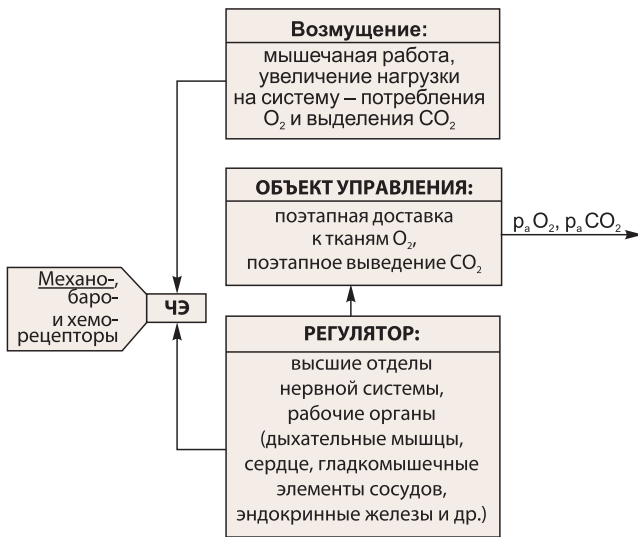 Возмущение:
мышечаная работа,
увеличение нагрузки
на систему – потребления
O₂ и выделения CO₂
ОБЪЕКТ УПРАВЛЕНИЯ:
поэтапная доставка
к тканям O₂,
поэтапное выведение CO₂
pₐO₂, pₐCO₂
Механо-,
баро-
и хемо-
рецепторы
ЧЭ
РЕГУЛЯТОР:
высшие отделы
нервной системы,
рабочие органы
(дыхательные мышцы,
сердце, гладкомышечные
элементы сосудов,
эндокринные железы и др.)